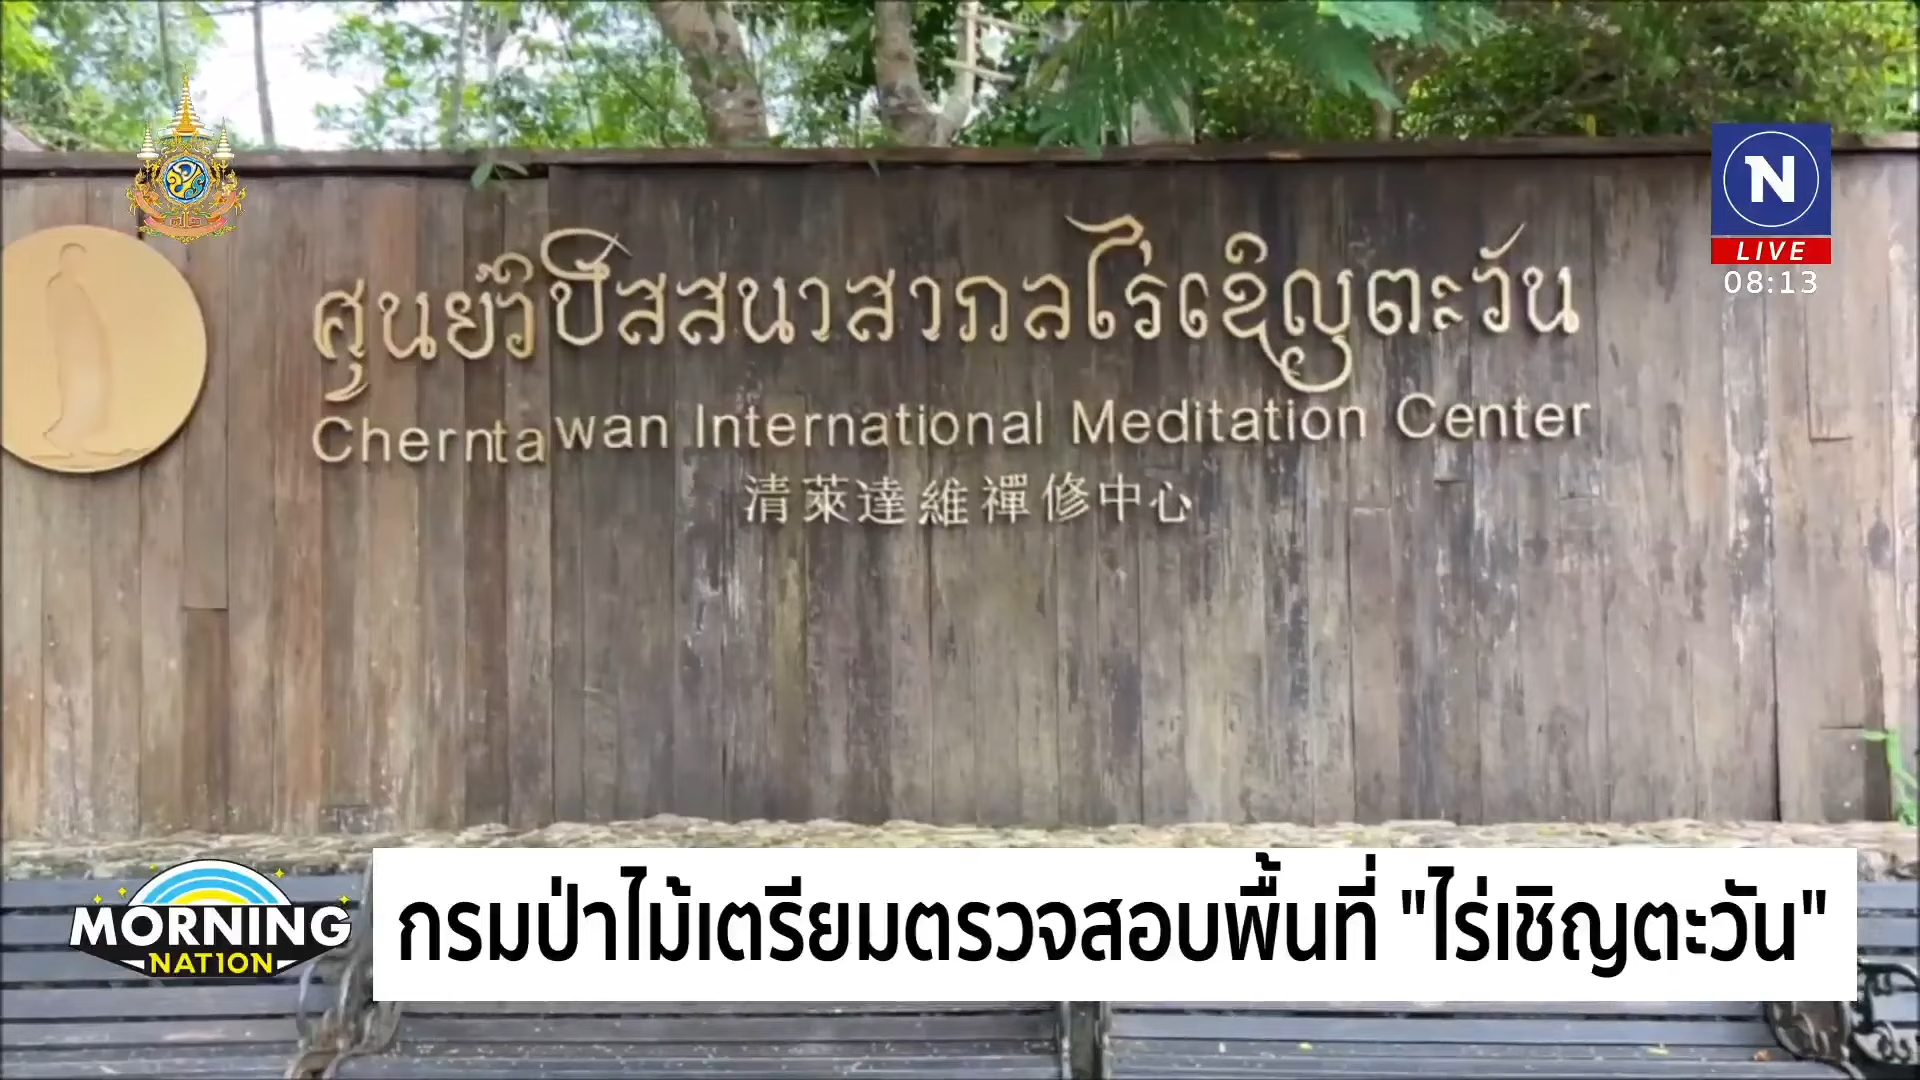 N
LIVE
08:13
ศูนย์วิปัสสนาสากลไร่เชิญตะวัน
Cherntawan International Meditation Center
清萊達維禪修中心
MORNING
NATION
กรมป่าไม้เตรียมตรวจสอบพื้นที่ "ไร่เชิญตะวัน"